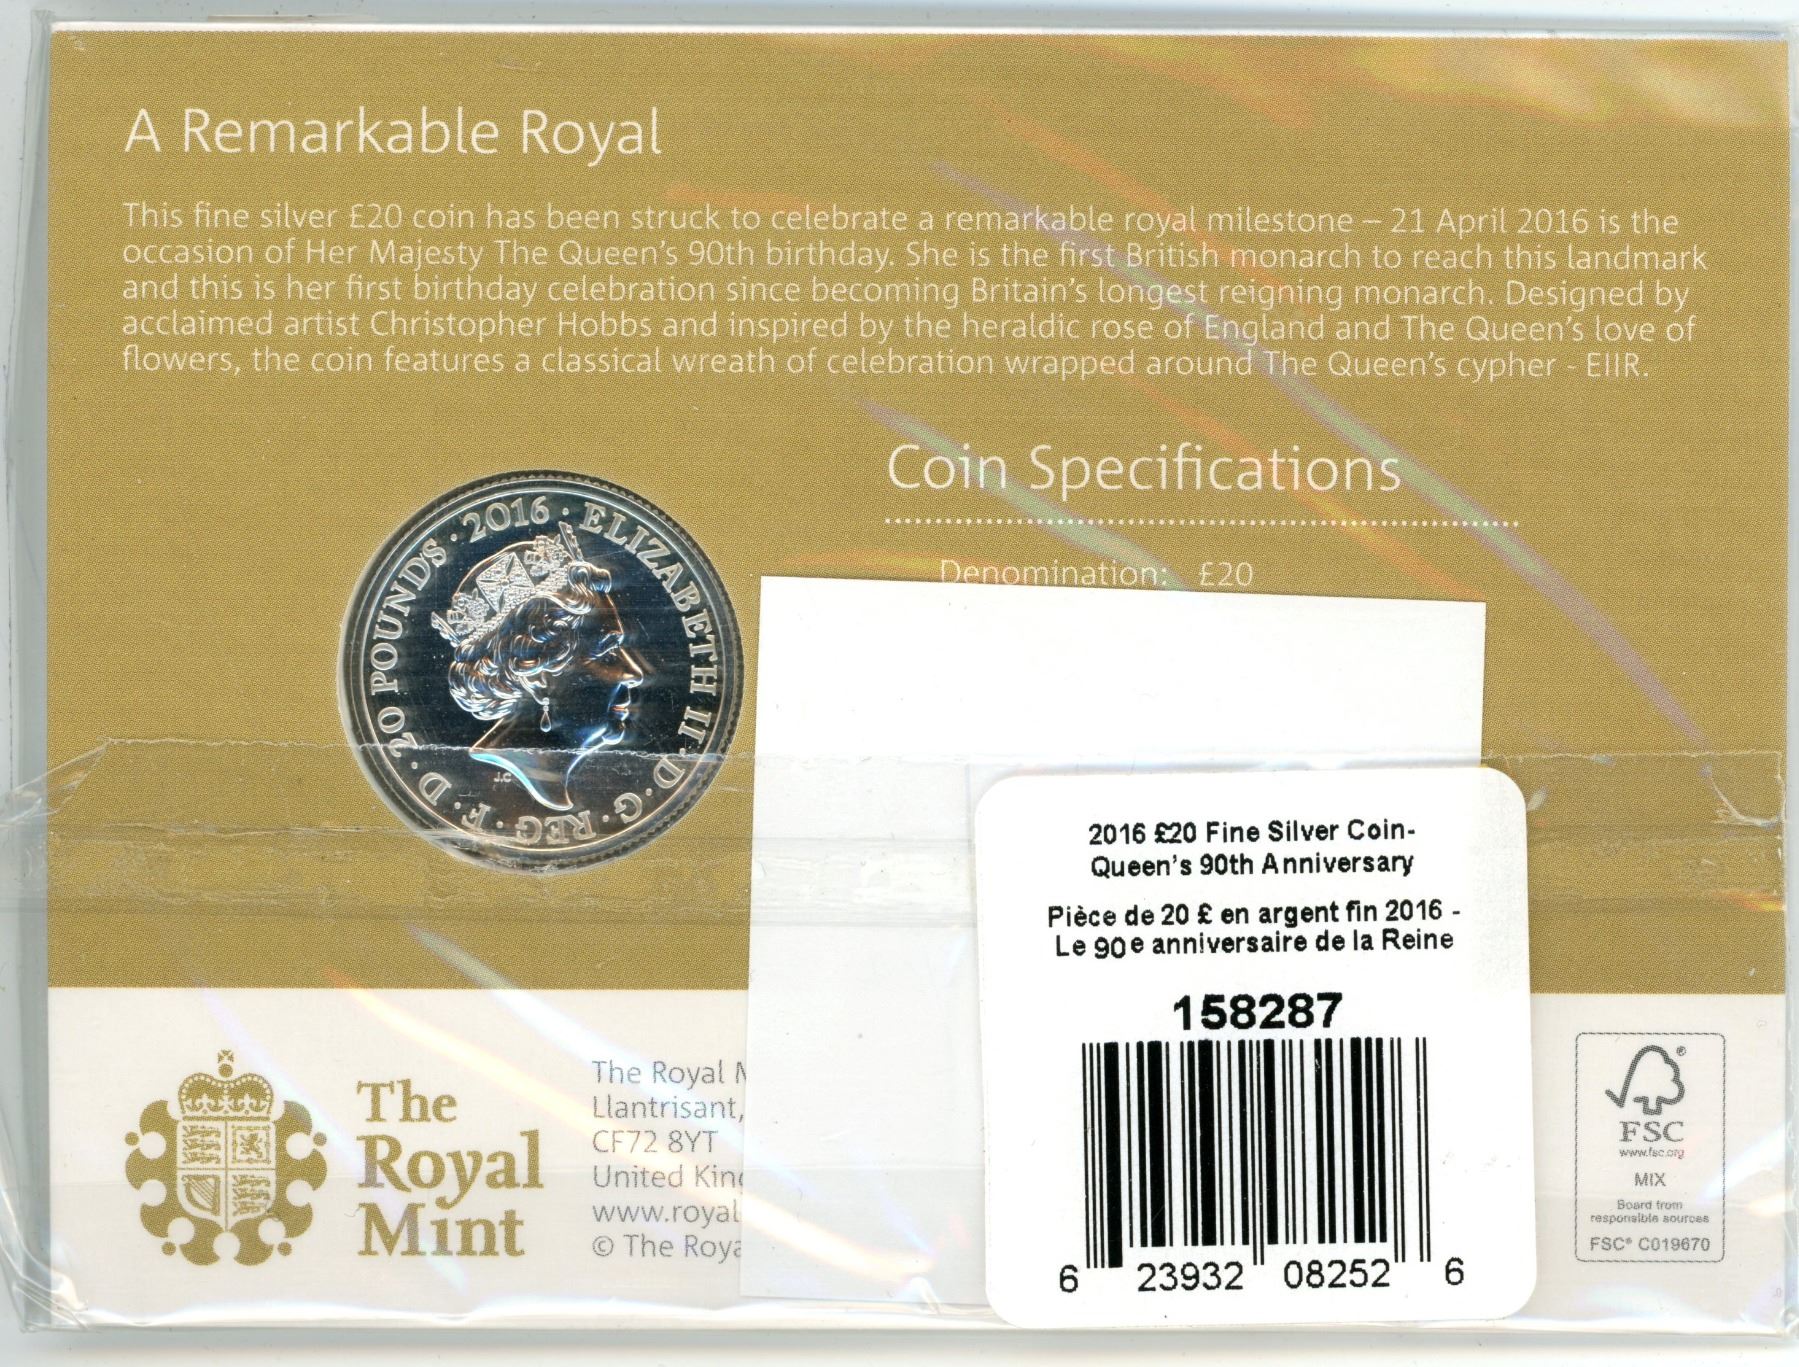 A Remarkable Royal
This fine silver £20 coin has been struck to celebrate a remarkable royal milestone – 21 April 2016 is the
occasion of Her Majesty The Queen's 90th birthday. She is the first British monarch to reach this landmark
and this is her first birthday celebration since becoming Britain's longest reigning monarch. Designed by
acclaimed artist Christopher Hobbs and inspired by the heraldic rose of England and The Queen's love of
flowers, the coin features a classical wreath of celebration wrapped around The Queen's cypher - EIIR.
Coin Specifications
Denomination: £20
ELIZABETH II · D · G · REG · F · D · 20 POUNDS · 2016 ·
J.C
2016 £20 Fine Silver Coin-
Queen's 90th Anniversary
Pièce de 20 £ en argent fin 2016 -
Le 90e anniversaire de la Reine
158287
6 23932 08252 6
The
Royal
Mint
The Royal
Llantrisant,
CF72 8YT
United
www.royal
© The
FSC®
www.fsc.org
MIX
Board from
responsible sources
FSC® C019670